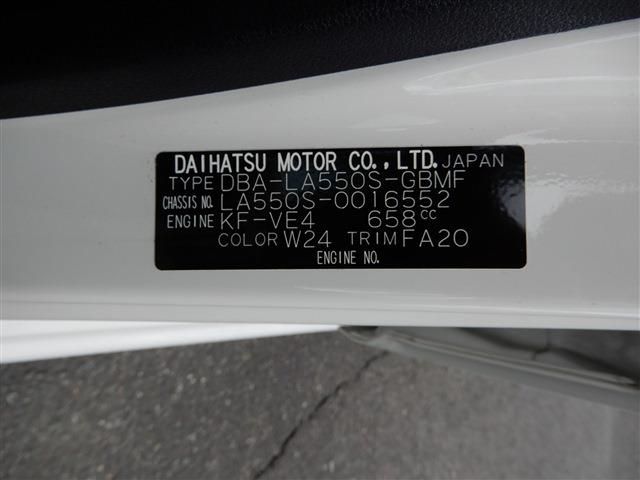 DAIHATSU MOTOR CO., LTD. JAPAN
TYPE DBA-LA550S-GBMF
CHASSIS NO. LA550S-0016552
ENGINE KF-VE4 658CC
COLOR W24 TRIM FA20
ENGINE NO.